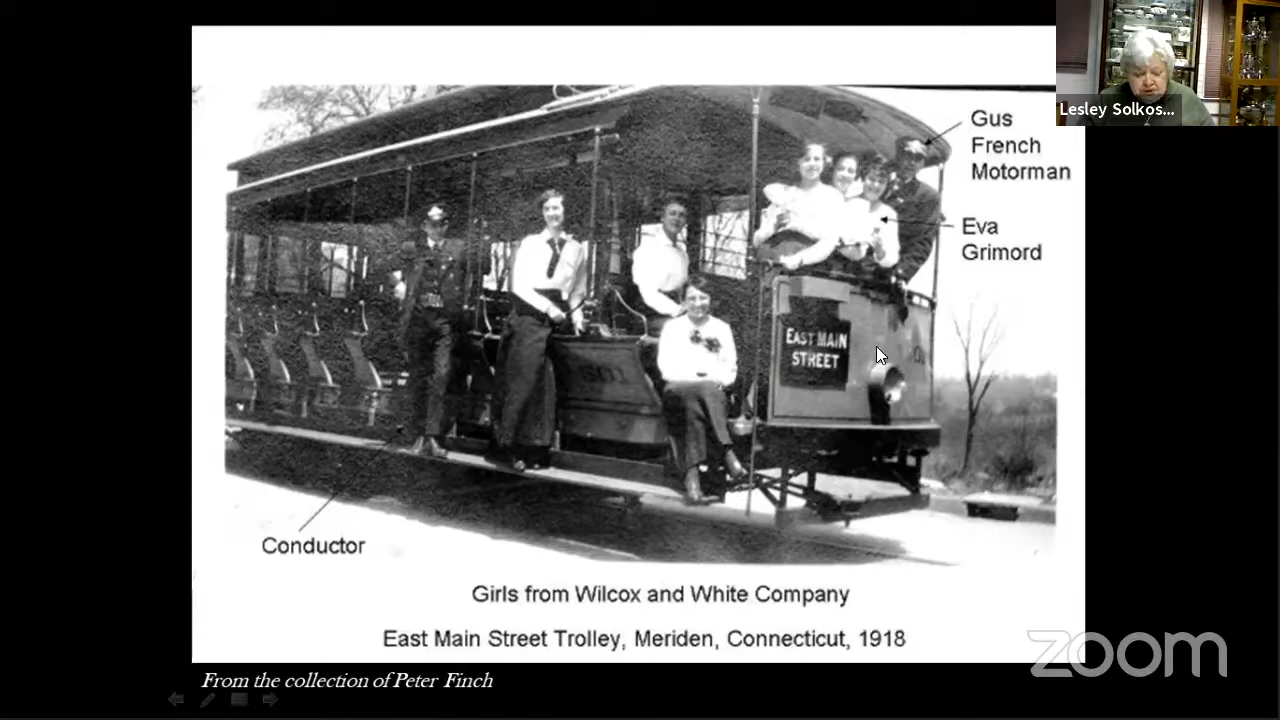 Lesley Solkos...
Gus
French
Motorman
Eva
Grimord
EAST MAIN
STREET
501
Conductor
Girls from Wilcox and White Company
East Main Street Trolley, Meriden, Connecticut, 1918
zoom
From the collection of Peter Finch